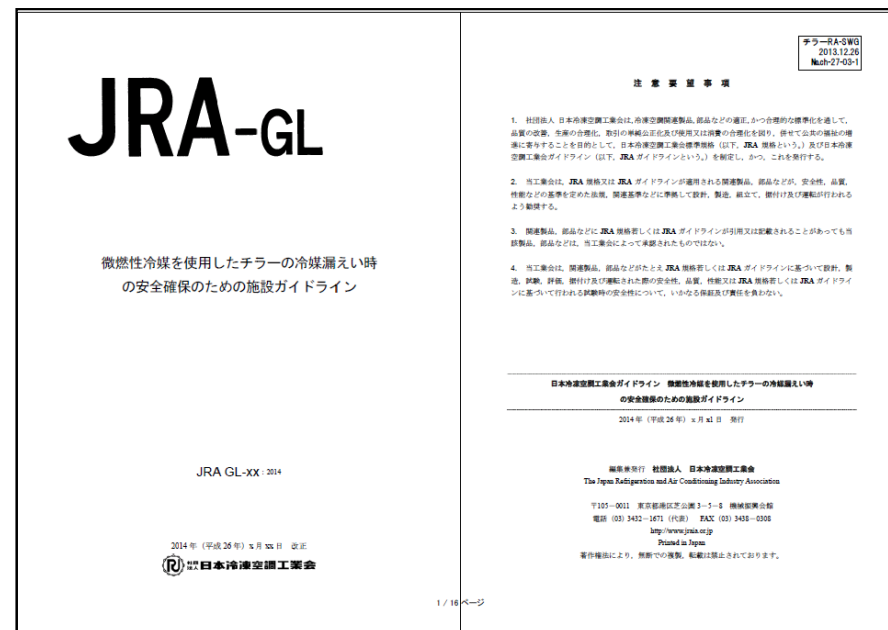 JRA-GL
微燃性冷媒を使用したチラーの冷媒漏えい時
の安全確保のための施設ガイドライン
JRA GL-xx : 2014
2014 年（平成 26 年）x 月 xx 日　改正
社団法人 日本冷凍空調工業会
チラーRA-SWG
2013.12.26
No.ch-27-03-1
注 意 要 望 事 項
1. 社団法人 日本冷凍空調工業会は,冷凍空調関連製品,部品などの適正,かつ合理的な標準化を通して,
品質の改善, 生産の合理化, 取引の単純公正化及び使用又は消費の合理化を図り, 併せて公共の福祉の増
進に寄与することを目的として, 日本冷凍空調工業会標準規格（以下, JRA 規格という。）及び日本冷凍
空調工業会ガイドライン（以下, JRA ガイドラインという。）を制定し, かつ, これを発行する。
2. 当工業会は, JRA 規格又は JRA ガイドラインが適用される関連製品, 部品などが, 安全性, 品質,
性能などの基準を定めた法規, 関連基準などに準拠して設計, 製造, 組立て, 据付け及び運転が行われる
よう勧奨する。
3. 関連製品, 部品などに JRA 規格若しくは JRA ガイドラインが引用又は記載されることがあっても当
該製品, 部品などは, 当工業会によって承認されたものではない。
4. 当工業会は, 関連製品, 部品などがたとえ JRA 規格若しくは JRA ガイドラインに基づいて設計, 製
造, 試験, 評価, 据付け及び運転された際の安全性, 品質, 性能又は JRA 規格若しくは JRA ガイドライ
ンに基づいて行われる試験時の安全性について, いかなる保証及び責任を負わない。
日本冷凍空調工業会ガイドライン　微燃性冷媒を使用したチラーの冷媒漏えい時
の安全確保のための施設ガイドライン
2014 年（平成 26 年）x 月 x1 日　発行
編集兼発行　社団法人　日本冷凍空調工業会
The Japan Refrigeration and Air Conditioning Industry Association
〒105－0011　東京都港区芝公園 3－5－8　機械振興会館
電話（03）3432－1671（代表）　FAX（03）3438－0308
http://www.jraia.or.jp
Printed in Japan
著作権法により, 無断での複製, 転載は禁止されております。
1 / 16 ページ